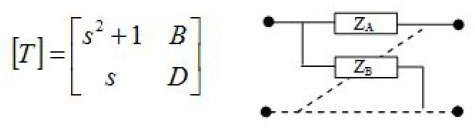 [T] = [s² + 1 B
s D]
Z_A
Z_B